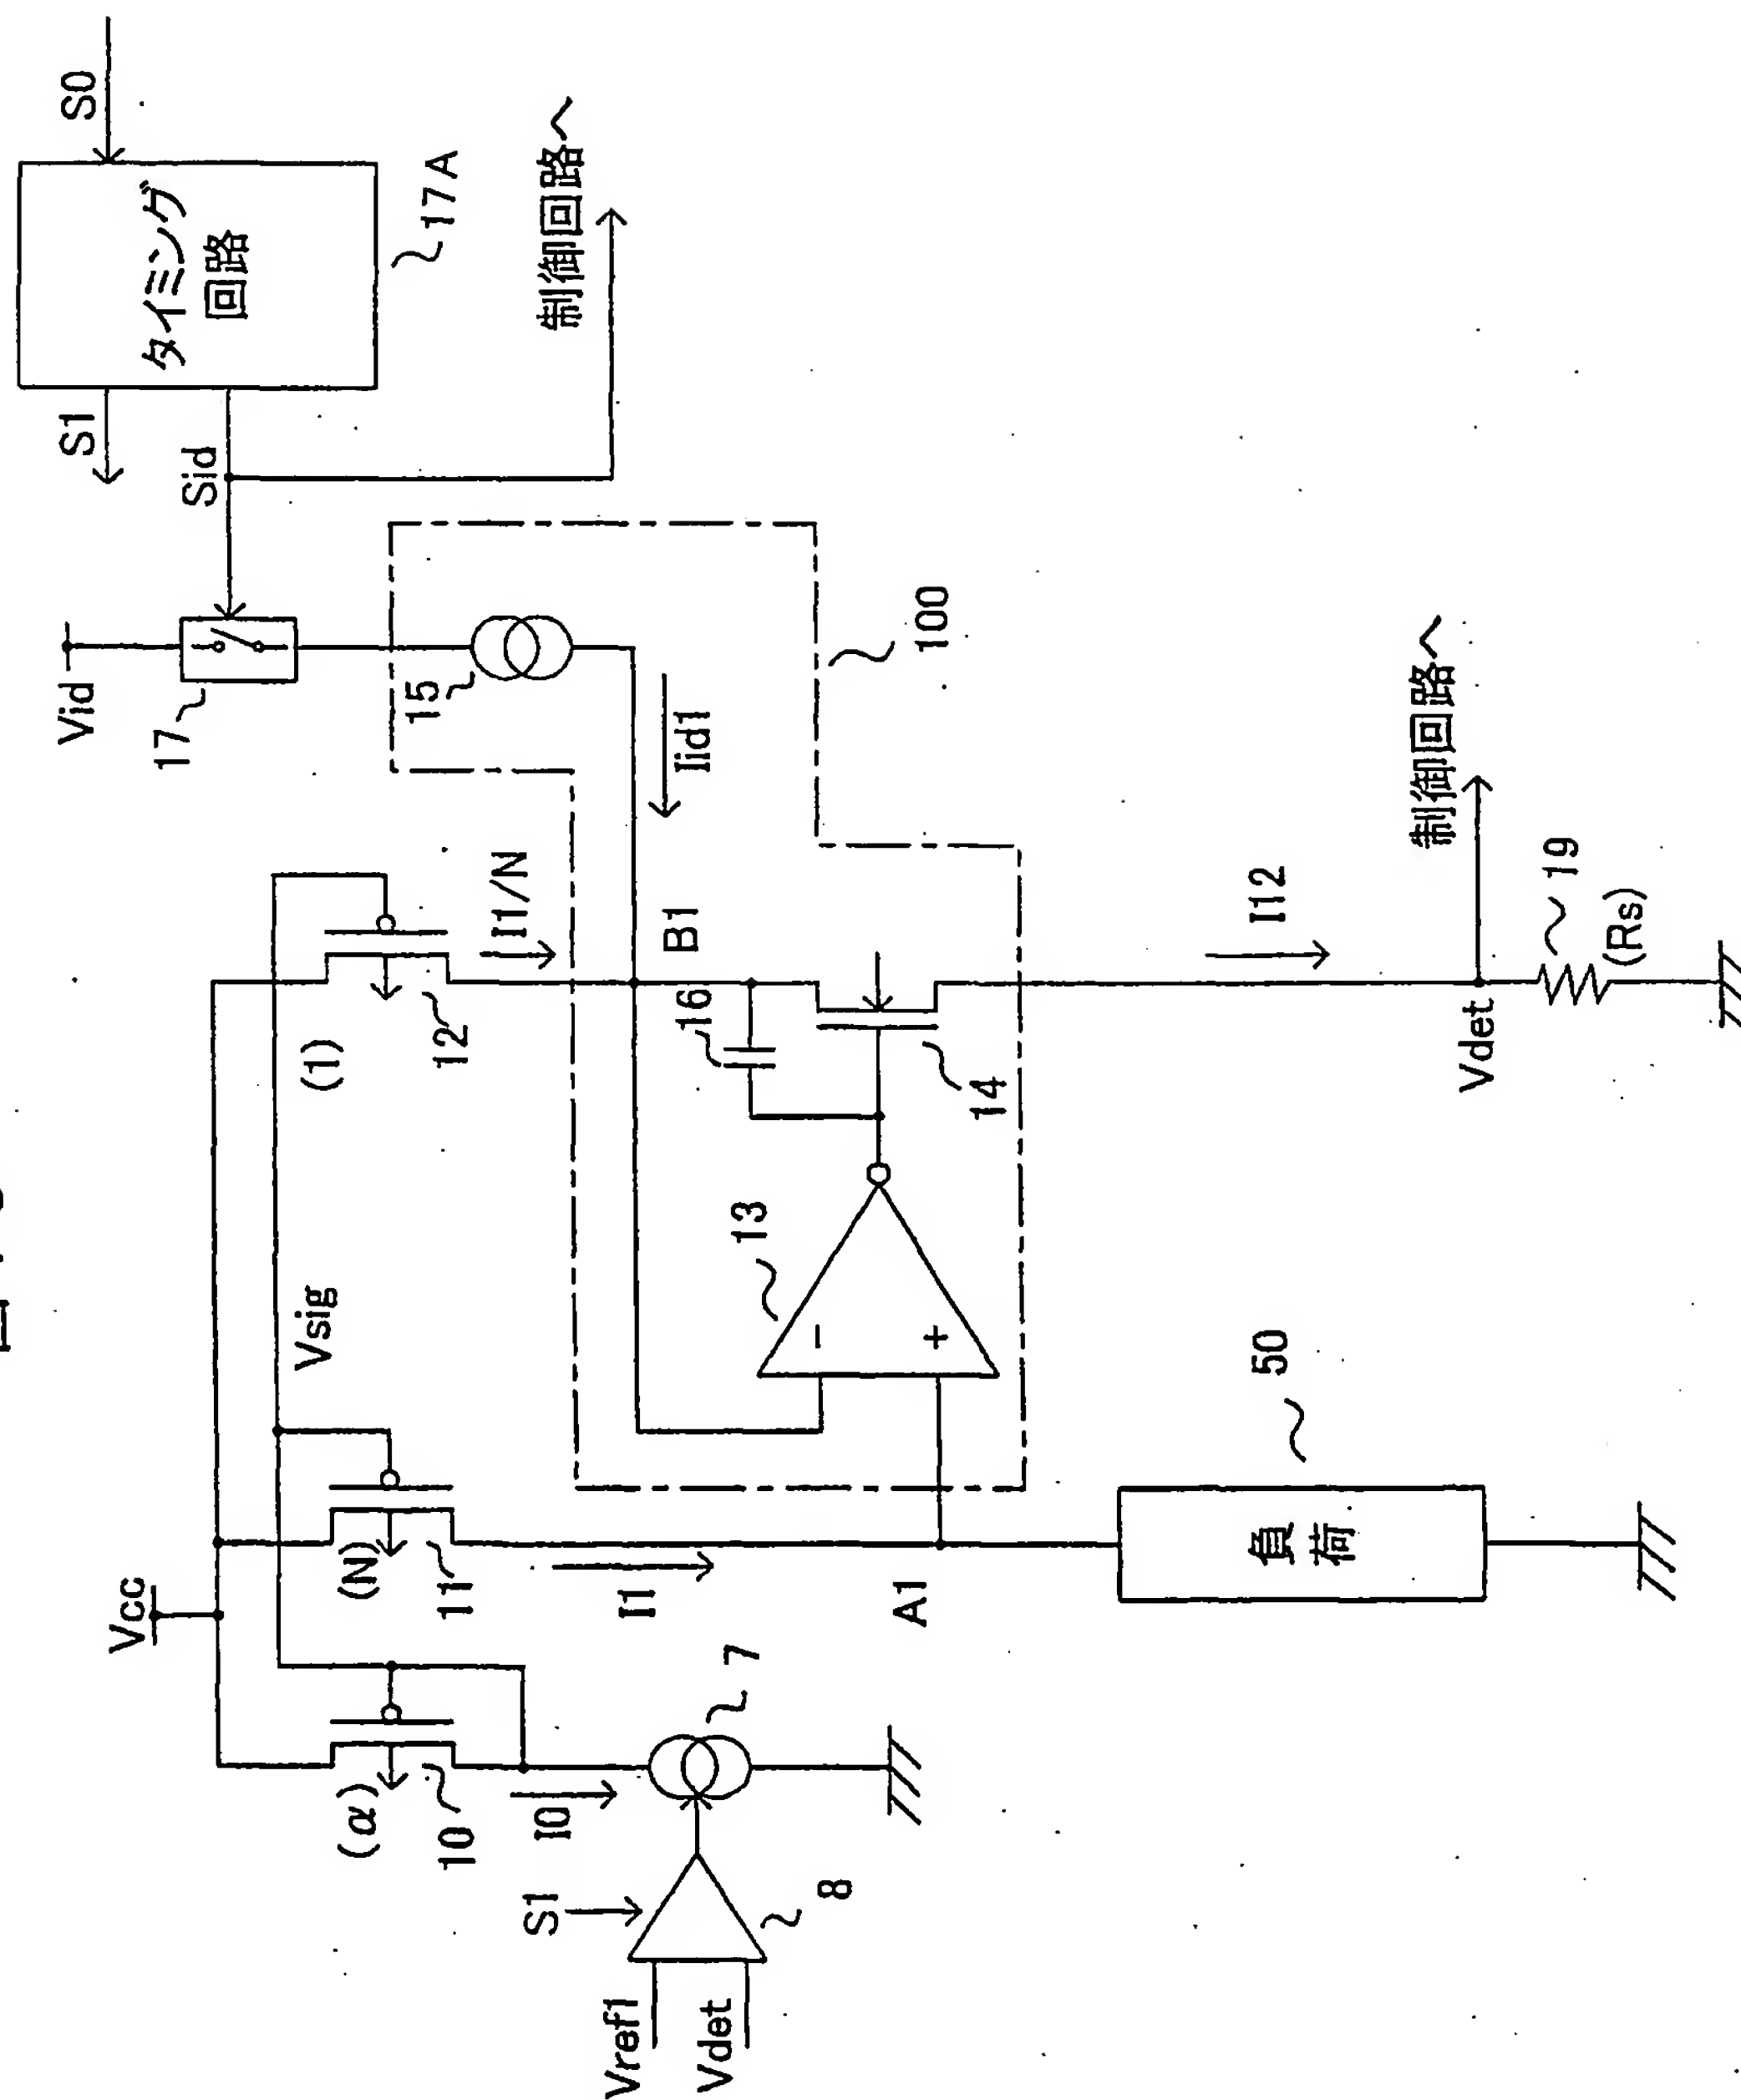 S0
タイミング
回路
17A
S1
Sid
制御回路へ
Vid
17
15
Iid1
100
Vcc
(α)
10
I0
7
S1
8
Vref1
Vdet
(N)
11
I1
A1
Vsig
(1)
12
I1/N
B1
16
14
13
-
+
I12
制御回路へ
Vdet
19
(Rs)
50
負
荷